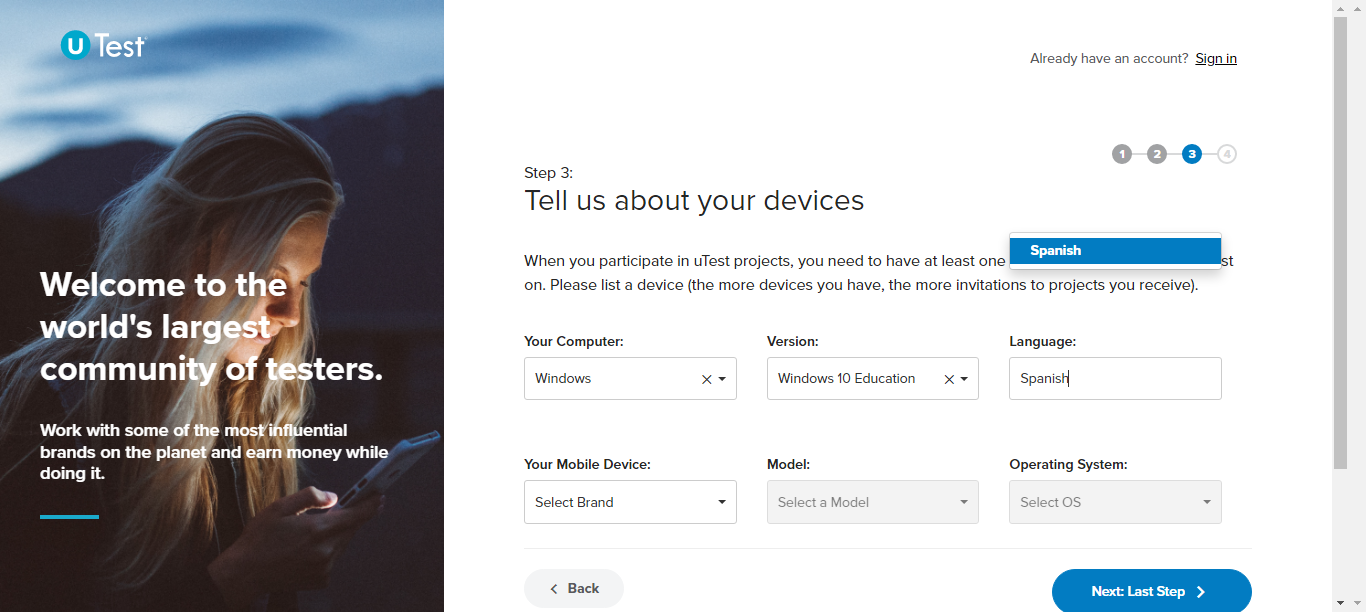 U Test
Already have an account? Sign in
1 2 3 4
Step 3:
Tell us about your devices
Spanish
When you participate in uTest projects, you need to have at least one st
on. Please list a device (the more devices you have, the more invitations to projects you receive).
Your Computer: Version: Language:
Windows Windows 10 Education Spanish
Your Mobile Device: Model: Operating System:
Select Brand Select a Model Select OS
Back Next: Last Step
Welcome to the
world's largest
community of testers.
Work with some of the most influential
brands on the planet and earn money while
doing it.